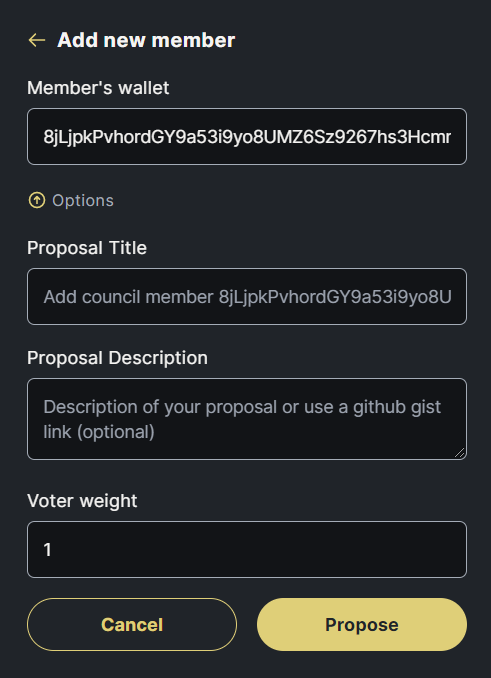 Add new member
Member's wallet
8jLjpkPvhordGY9a53i9yo8UMZ6Sz9267hs3Hcmr
Options
Proposal Title
Add council member 8jLjpkPvhordGY9a53i9yo8U
Proposal Description
Description of your proposal or use a github gist
link (optional)
Voter weight
1
Cancel
Propose